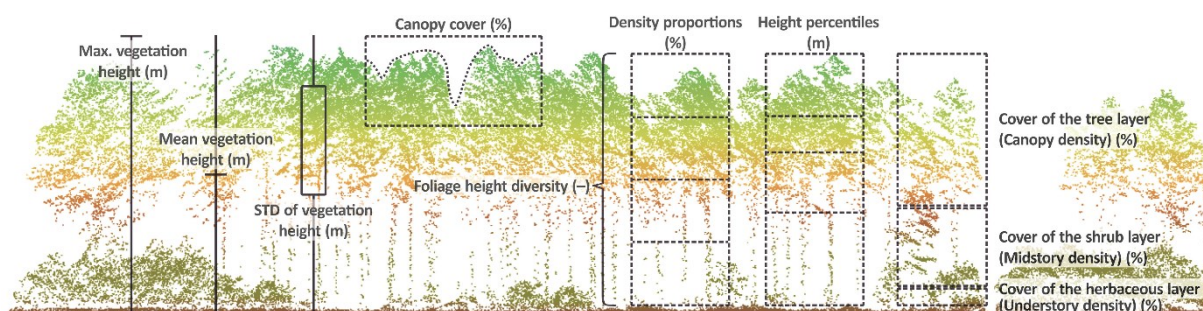 Max. vegetation
height (m)
Mean vegetation
height (m)
STD of vegetation
height (m)
Canopy cover (%)
Foliage height diversity (–)
Density proportions
(%)
Height percentiles
(m)
Cover of the tree layer
(Canopy density) (%)
Cover of the shrub layer
(Midstory density) (%)
Cover of the herbaceous layer
(Understory density) (%)